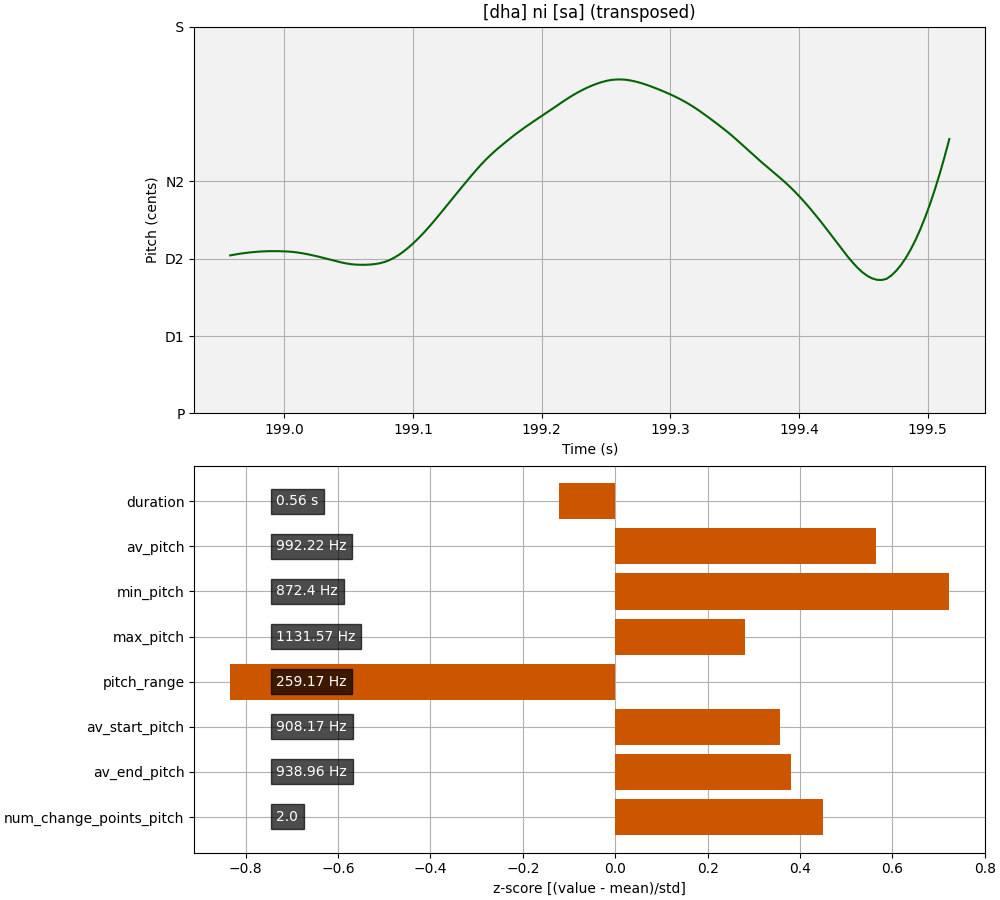 [dha] ni [sa] (transposed)
S
N2
D2
D1
P
Pitch (cents)
199.0 199.1 199.2 199.3 199.4 199.5
Time (s)
duration 0.56 s
av_pitch 992.22 Hz
min_pitch 872.4 Hz
max_pitch 1131.57 Hz
pitch_range 259.17 Hz
av_start_pitch 908.17 Hz
av_end_pitch 938.96 Hz
num_change_points_pitch 2.0
−0.8 −0.6 −0.4 −0.2 0.0 0.2 0.4 0.6 0.8
z-score [(value - mean)/std]